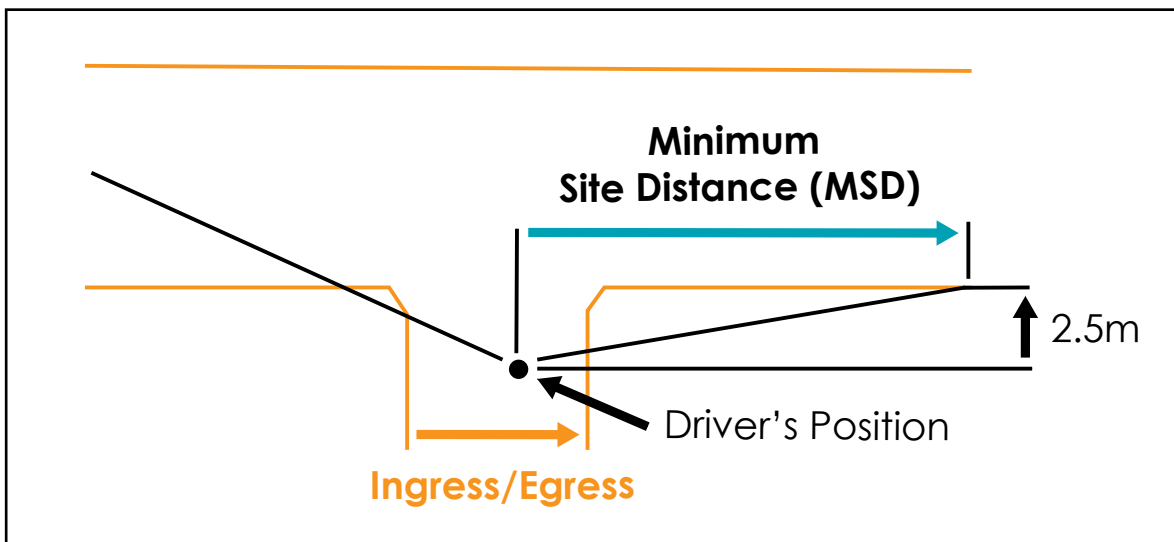 Minimum
Site Distance (MSD)
2.5m
Driver’s Position
Ingress/Egress